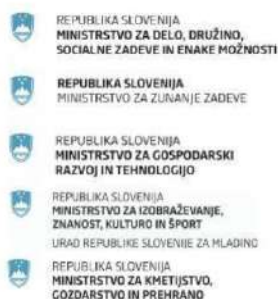 REPUBLIKA SLOVENIJA
MINISTRSTVO ZA DELO, DRUŽINO,
SOCIALNE ZADEVE IN ENAKE MOŽNOSTI
REPUBLIKA SLOVENIJA
MINISTRSTVO ZA ZUNANJE ZADEVE
REPUBLIKA SLOVENIJA
MINISTRSTVO ZA GOSPODARSKI
RAZVOJ IN TEHNOLOGIJO
REPUBLIKA SLOVENIJA
MINISTRSTVO ZA IZOBRAŽEVANJE,
ZNANOST, KULTURO IN ŠPORT
URAD REPUBLIKE SLOVENIJE ZA MLADINO
REPUBLIKA SLOVENIJA
MINISTRSTVO ZA KMETIJSTVO,
GOZDARSTVO IN PREHRANO